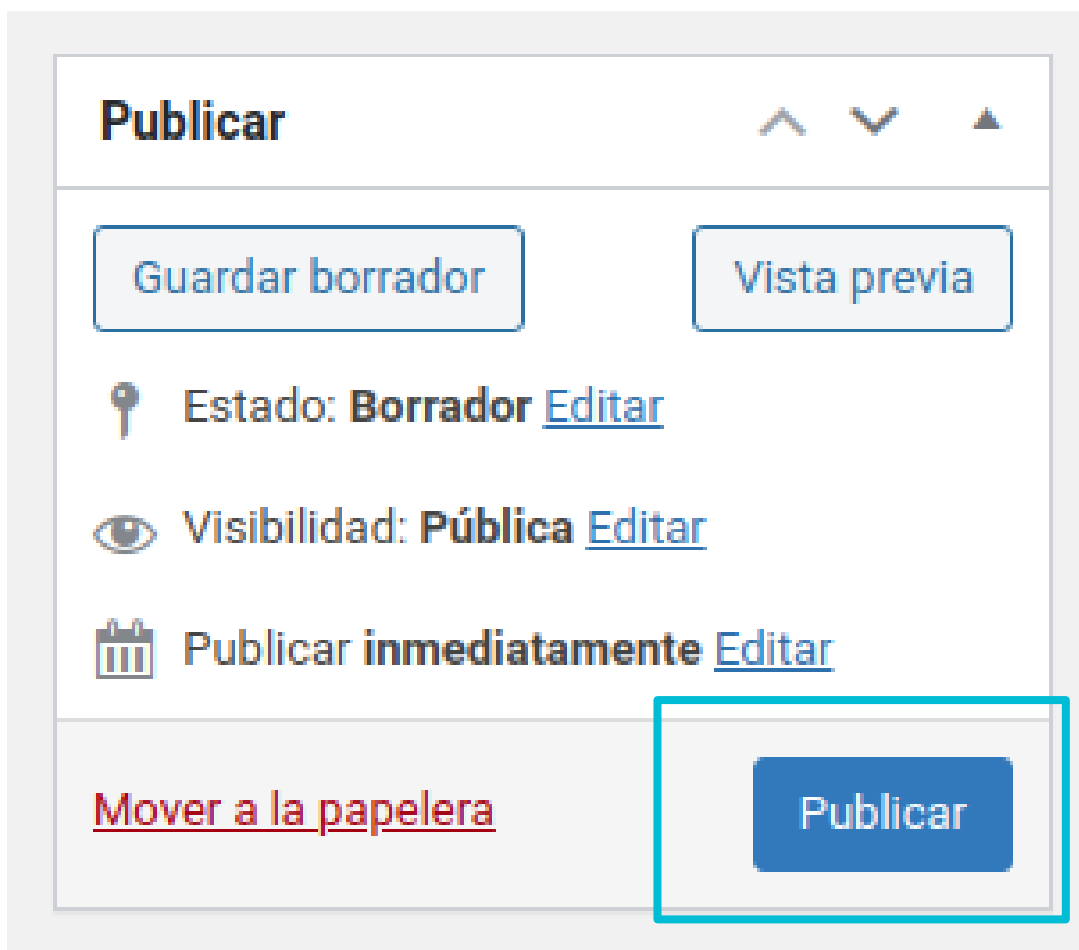 Publicar
Guardar borrador
Vista previa
Estado: Borrador Editar
Visibilidad: Pública Editar
Publicar inmediatamente Editar
Mover a la papelera
Publicar